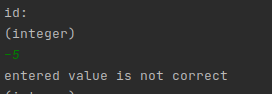 id:
(integer)
-5
entered value is not correct